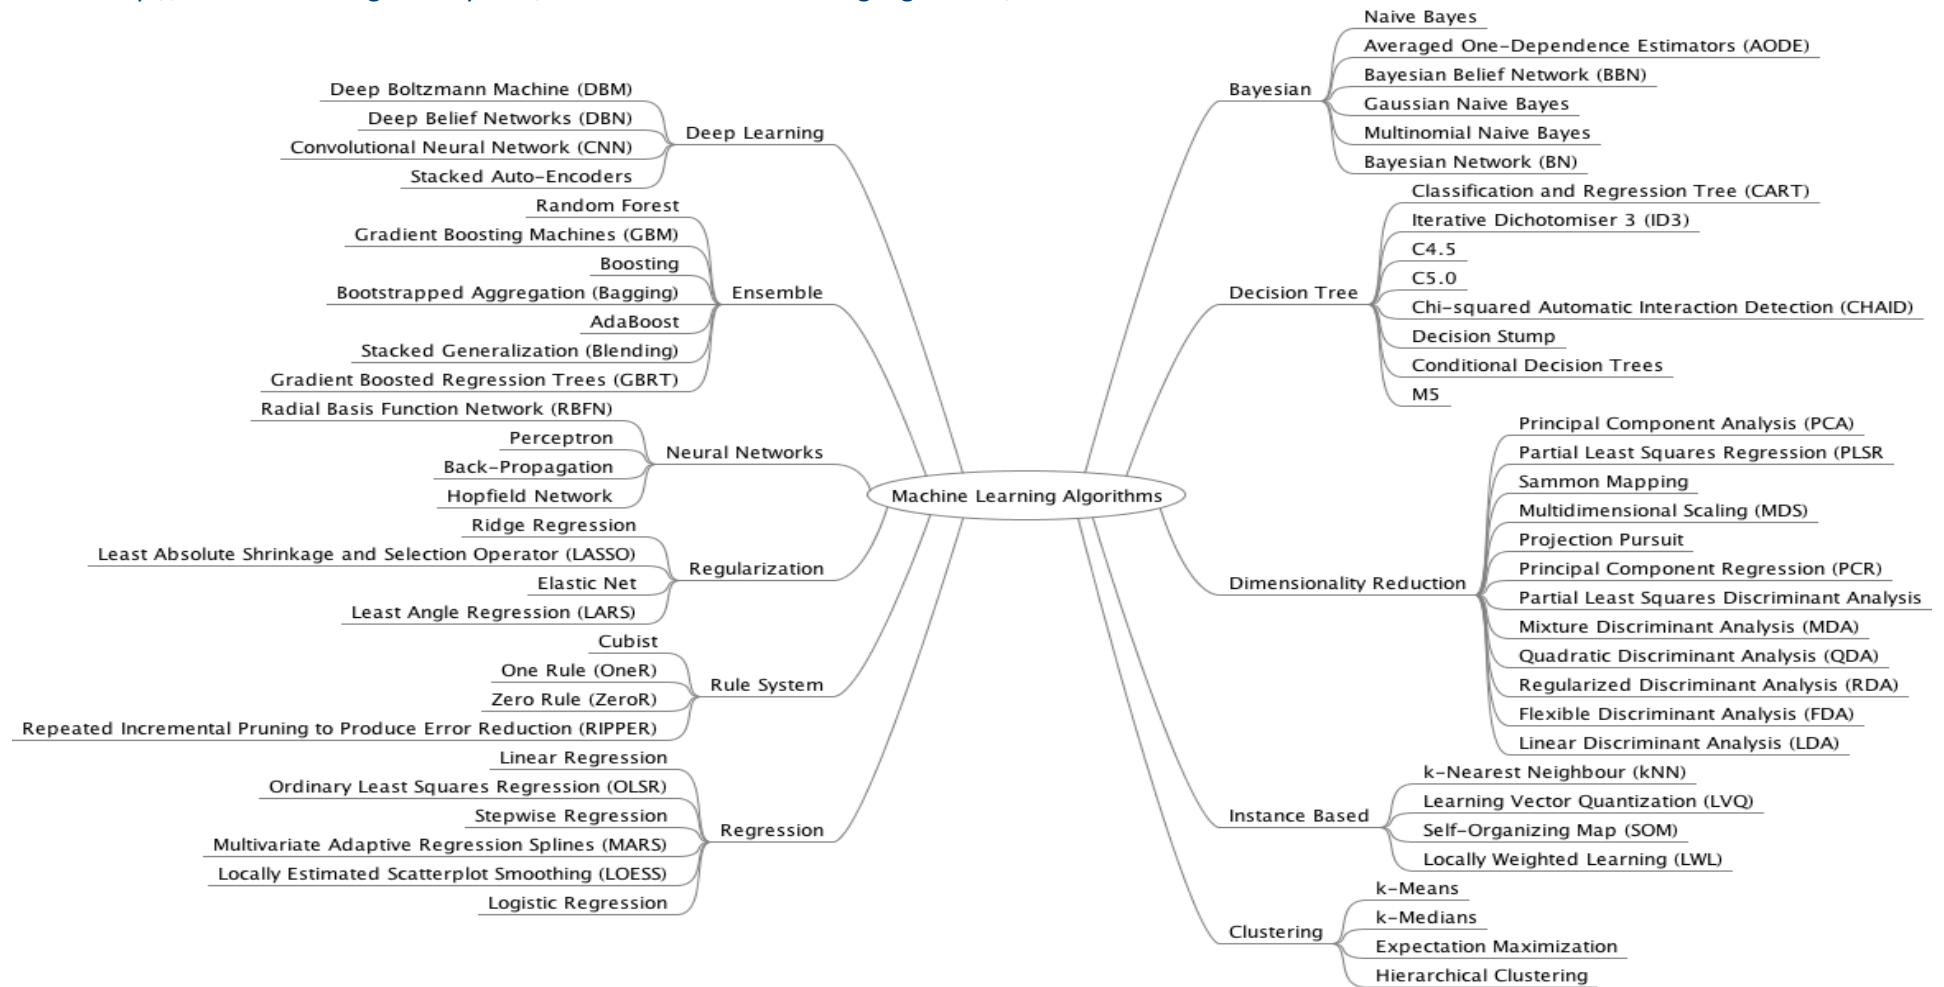 Deep Learning
Deep Boltzmann Machine (DBM)
Deep Belief Networks (DBN)
Convolutional Neural Network (CNN)
Stacked Auto-Encoders
Ensemble
Random Forest
Gradient Boosting Machines (GBM)
Boosting
Bootstrapped Aggregation (Bagging)
AdaBoost
Stacked Generalization (Blending)
Gradient Boosted Regression Trees (GBRT)
Neural Networks
Radial Basis Function Network (RBFN)
Perceptron
Back-Propagation
Hopfield Network
Regularization
Ridge Regression
Least Absolute Shrinkage and Selection Operator (LASSO)
Elastic Net
Least Angle Regression (LARS)
Rule System
Cubist
One Rule (OneR)
Zero Rule (ZeroR)
Repeated Incremental Pruning to Produce Error Reduction (RIPPER)
Regression
Linear Regression
Ordinary Least Squares Regression (OLSR)
Stepwise Regression
Multivariate Adaptive Regression Splines (MARS)
Locally Estimated Scatterplot Smoothing (LOESS)
Logistic Regression
Machine Learning Algorithms
Bayesian
Naive Bayes
Averaged One-Dependence Estimators (AODE)
Bayesian Belief Network (BBN)
Gaussian Naive Bayes
Multinomial Naive Bayes
Bayesian Network (BN)
Decision Tree
Classification and Regression Tree (CART)
Iterative Dichotomiser 3 (ID3)
C4.5
C5.0
Chi-squared Automatic Interaction Detection (CHAID)
Decision Stump
Conditional Decision Trees
M5
Dimensionality Reduction
Principal Component Analysis (PCA)
Partial Least Squares Regression (PLSR
Sammon Mapping
Multidimensional Scaling (MDS)
Projection Pursuit
Principal Component Regression (PCR)
Partial Least Squares Discriminant Analysis
Mixture Discriminant Analysis (MDA)
Quadratic Discriminant Analysis (QDA)
Regularized Discriminant Analysis (RDA)
Flexible Discriminant Analysis (FDA)
Linear Discriminant Analysis (LDA)
Instance Based
k-Nearest Neighbour (kNN)
Learning Vector Quantization (LVQ)
Self-Organizing Map (SOM)
Locally Weighted Learning (LWL)
Clustering
k-Means
k-Medians
Expectation Maximization
Hierarchical Clustering